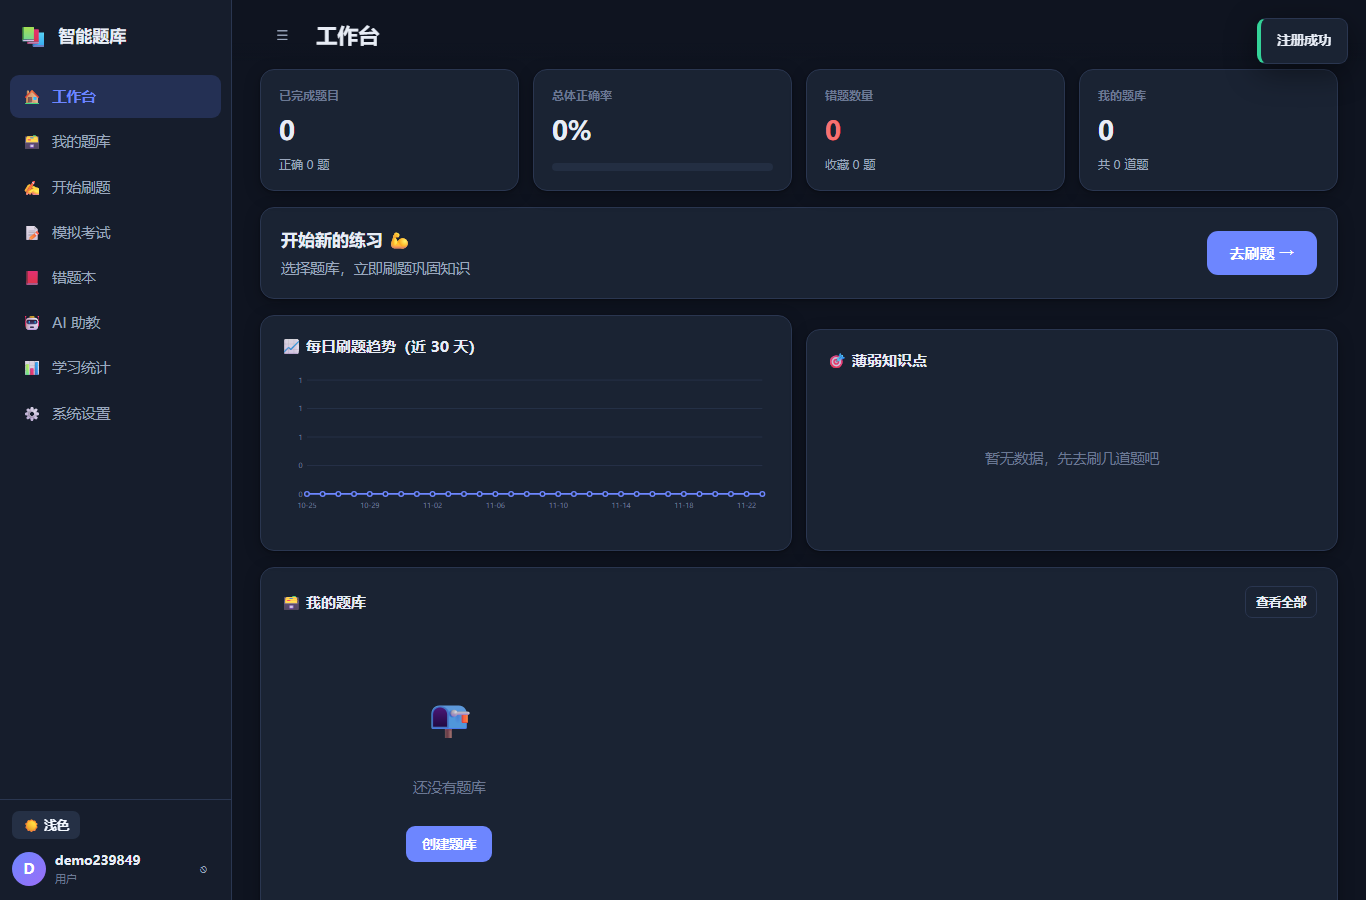 智能题库
工作台
我的题库
开始刷题
模拟考试
错题本
AI 助教
学习统计
系统设置
浅色
D
demo239849
用户
☰
工作台
注册成功
已完成题目
0
正确 0 题
总体正确率
0%
错题数量
0
收藏 0 题
我的题库
0
共 0 道题
开始新的练习 💪
选择题库，立即刷题巩固知识
去刷题 →
每日刷题趋势（近 30 天）
1
1
1
0
0
10-25
10-29
11-02
11-06
11-10
11-14
11-18
11-22
薄弱知识点
暂无数据，先去刷几道题吧
我的题库
查看全部
还没有题库
创建题库